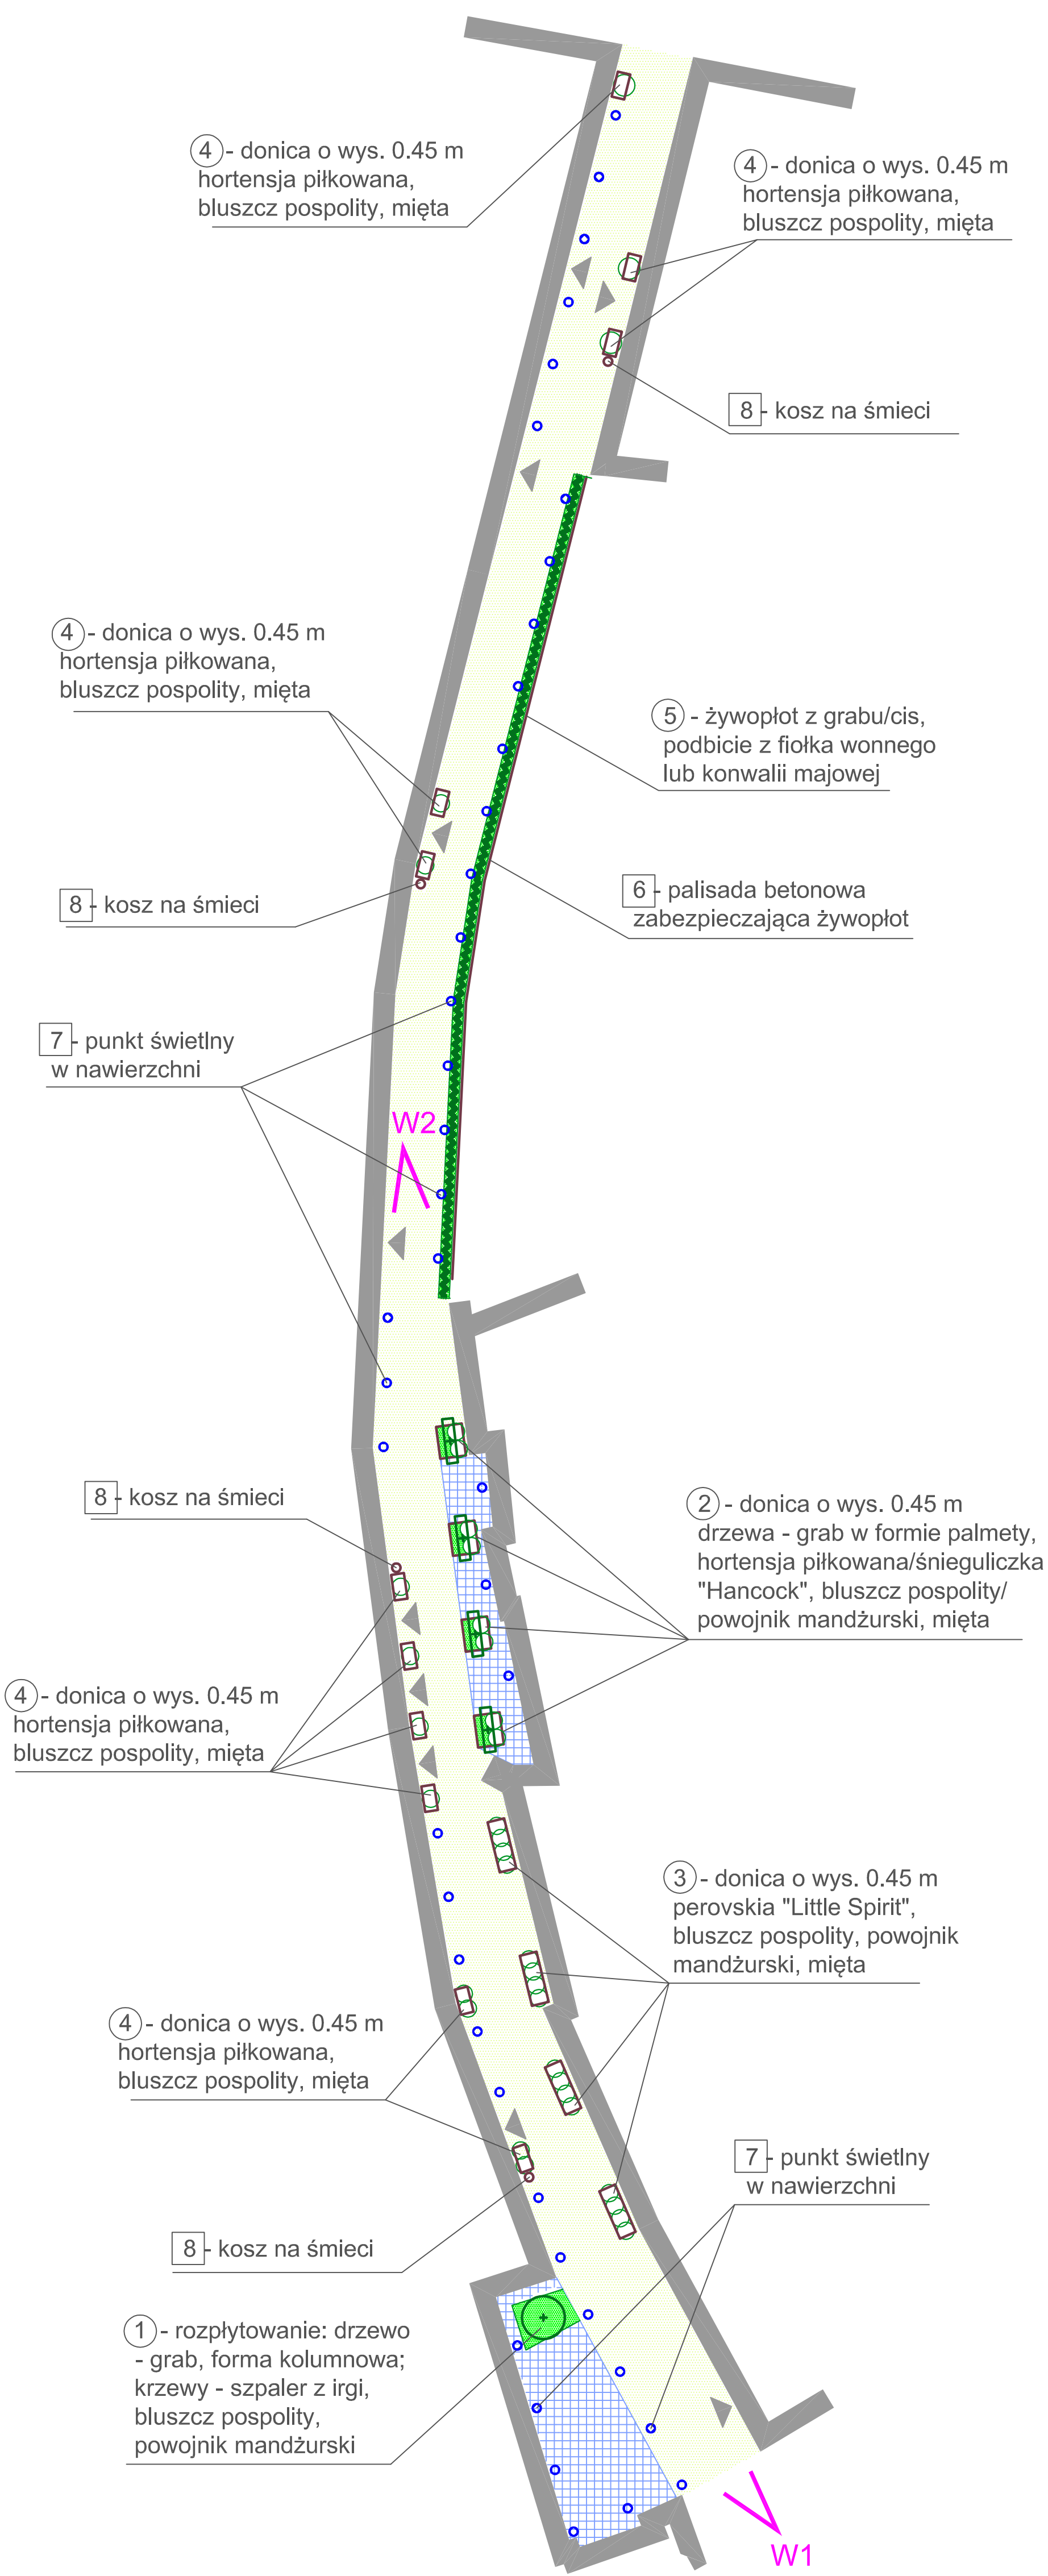 4 - donica o wys. 0.45 m
hortensja piłkowana,
bluszcz pospolity, mięta
4 - donica o wys. 0.45 m
hortensja piłkowana,
bluszcz pospolity, mięta
8 - kosz na śmieci
4 - donica o wys. 0.45 m
hortensja piłkowana,
bluszcz pospolity, mięta
5 - żywopłot z grabu/cis,
podbicie z fiołka wonnego
lub konwalii majowej
8 - kosz na śmieci
6 - palisada betonowa
zabezpieczająca żywopłot
7 - punkt świetlny
w nawierzchni
W2
8 - kosz na śmieci
2 - donica o wys. 0.45 m
drzewa - grab w formie palmety,
hortensja piłkowana/śnieguliczka
"Hancock", bluszcz pospolity/
powojnik mandżurski, mięta
4 - donica o wys. 0.45 m
hortensja piłkowana,
bluszcz pospolity, mięta
3 - donica o wys. 0.45 m
perovskia "Little Spirit",
bluszcz pospolity, powojnik
mandżurski, mięta
4 - donica o wys. 0.45 m
hortensja piłkowana,
bluszcz pospolity, mięta
7 - punkt świetlny
w nawierzchni
8 - kosz na śmieci
1 - rozpłytowanie: drzewo
- grab, forma kolumnowa;
krzewy - szpaler z irgi,
bluszcz pospolity,
powojnik mandżurski
W1